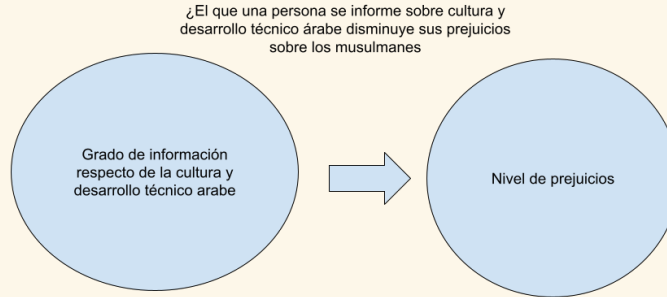 ¿El que una persona se informe sobre cultura y
desarrollo técnico árabe disminuye sus prejuicios
sobre los musulmanes
Grado de información
respecto de la cultura y
desarrollo técnico arabe
Nivel de prejuicios